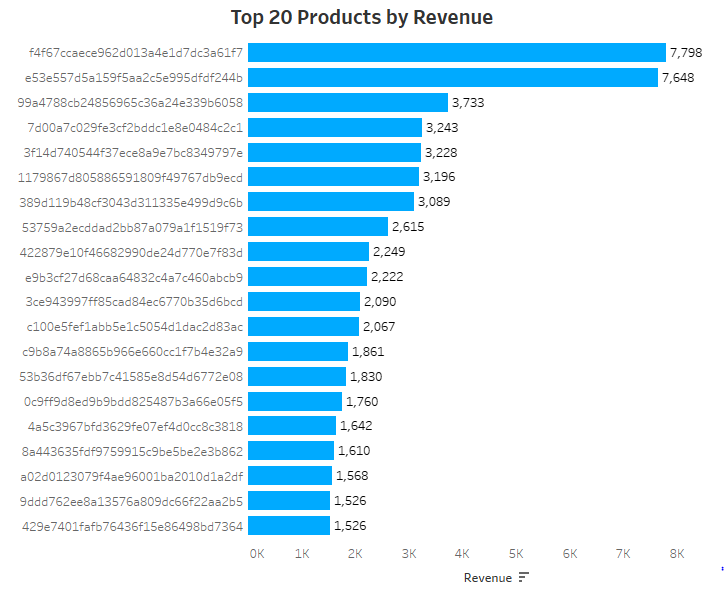 Top 20 Products by Revenue
f4f67ccaece962d013a4e1d7dc3a61f7 7,798
e53e557d5a159f5aa2c5e995dfdf244b 7,648
99a4788cb24856965c36a24e339b6058 3,733
7d00a7c029fe3cf2bddc1e8e0484c2c1 3,243
3f14d740544f37ece8a9e7bc8349797e 3,228
1179867d805886591809f49767db9ecd 3,196
389d119b48cf3043d311335e499d9c6b 3,089
53759a2ecddad2bb87a079a1f1519f73 2,615
422879e10f46682990de24d770e7f83d 2,249
e9b3cf27d68caa64832c4a7c460abcb9 2,222
3ce943997ff85cad84ec6770b35d6bcd 2,090
c100e5fef1abb5e1c5054d1dac2d83ac 2,067
c9b8a74a8865b966e660cc1f7b4e32a9 1,861
53b36df67ebb7c41585e8d54d6772e08 1,830
0c9ff9d8ed9b9bdd825487b3a66e05f5 1,760
4a5c3967bfd3629fe07ef4d0cc8c3818 1,642
8a443635fdf9759915c9be5be2e3b862 1,610
a02d0123079f4ae96001ba2010d1a2df 1,568
9ddd762ee8a13576a809dc66f22aa2b5 1,526
429e7401fafb76436f15e86498bd7364 1,526
0K 1K 2K 3K 4K 5K 6K 7K 8K
Revenue